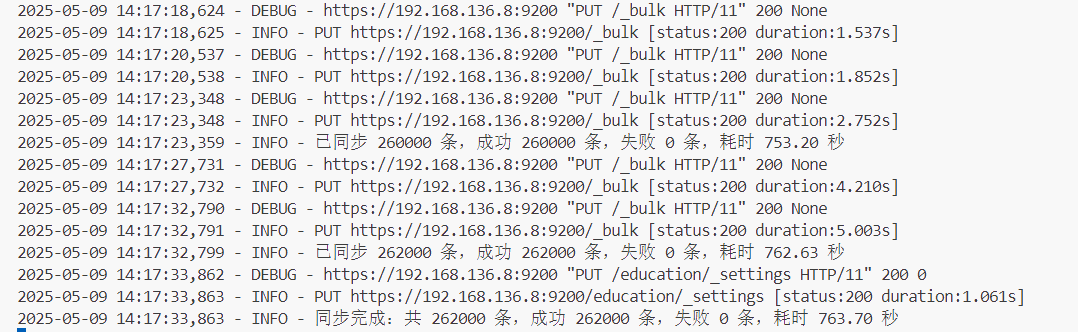 2025-05-09 14:17:18,624 - DEBUG - https://192.168.136.8:9200 "PUT /_bulk HTTP/11" 200 None
2025-05-09 14:17:18,625 - INFO - PUT https://192.168.136.8:9200/_bulk [status:200 duration:1.537s]
2025-05-09 14:17:20,537 - DEBUG - https://192.168.136.8:9200 "PUT /_bulk HTTP/11" 200 None
2025-05-09 14:17:20,538 - INFO - PUT https://192.168.136.8:9200/_bulk [status:200 duration:1.852s]
2025-05-09 14:17:23,348 - DEBUG - https://192.168.136.8:9200 "PUT /_bulk HTTP/11" 200 None
2025-05-09 14:17:23,348 - INFO - PUT https://192.168.136.8:9200/_bulk [status:200 duration:2.752s]
2025-05-09 14:17:23,359 - INFO - 已同步 260000 条，成功 260000 条，失败 0 条，耗时 753.20 秒
2025-05-09 14:17:27,731 - DEBUG - https://192.168.136.8:9200 "PUT /_bulk HTTP/11" 200 None
2025-05-09 14:17:27,732 - INFO - PUT https://192.168.136.8:9200/_bulk [status:200 duration:4.210s]
2025-05-09 14:17:32,790 - DEBUG - https://192.168.136.8:9200 "PUT /_bulk HTTP/11" 200 None
2025-05-09 14:17:32,791 - INFO - PUT https://192.168.136.8:9200/_bulk [status:200 duration:5.003s]
2025-05-09 14:17:32,799 - INFO - 已同步 262000 条，成功 262000 条，失败 0 条，耗时 762.63 秒
2025-05-09 14:17:33,862 - DEBUG - https://192.168.136.8:9200 "PUT /education/_settings HTTP/11" 200 0
2025-05-09 14:17:33,863 - INFO - PUT https://192.168.136.8:9200/education/_settings [status:200 duration:1.061s]
2025-05-09 14:17:33,863 - INFO - 同步完成：共 262000 条，成功 262000 条，失败 0 条，耗时 763.70 秒